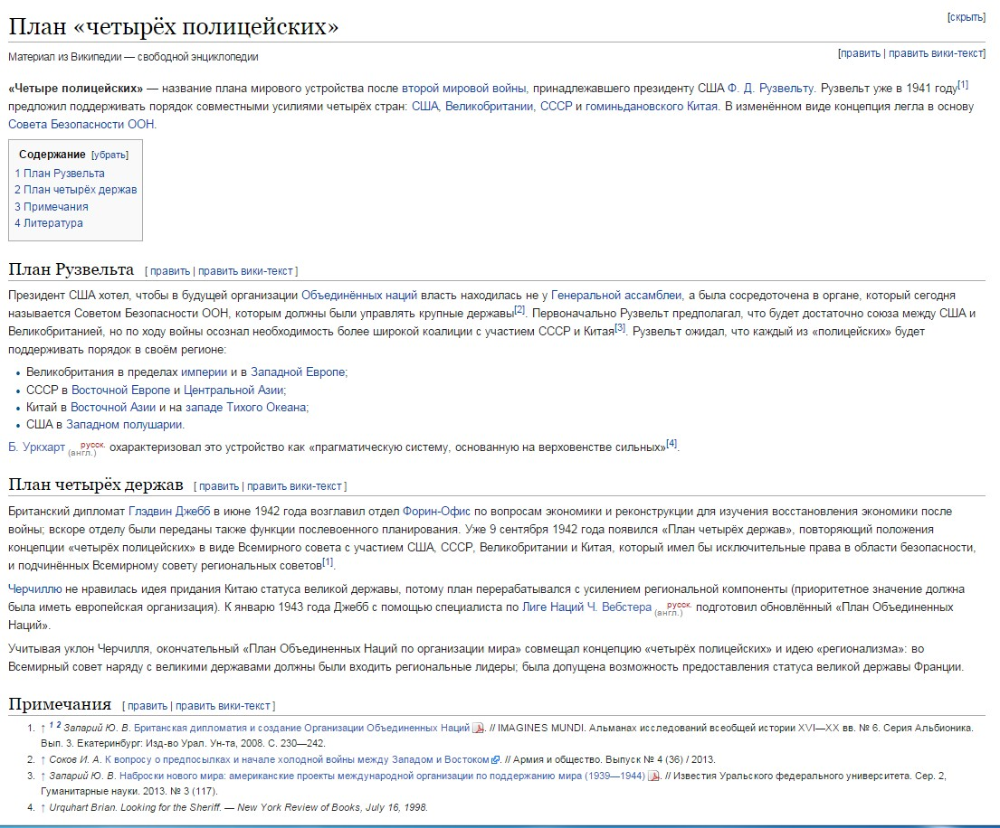 План «четырёх полицейских»
[скрыть]
Материал из Википедии — свободной энциклопедии
[править | править вики-текст]
«Четыре полицейских» — название плана мирового устройства после второй мировой войны, принадлежавшего президенту США Ф. Д. Рузвельту. Рузвельт уже в 1941 году[1]
предложил поддерживать порядок совместными усилиями четырёх стран: США, Великобритании, СССР и гоминьдановского Китая. В изменённом виде концепция легла в основу
Совета Безопасности ООН.
Содержание [убрать]
1 План Рузвельта
2 План четырёх держав
3 Примечания
4 Литература
План Рузвельта [ править | править вики-текст ]
Президент США хотел, чтобы в будущей организации Объединённых наций власть находилась не у Генеральной ассамблеи, а была сосредоточена в органе, который сегодня
называется Советом Безопасности ООН, которым должны были управлять крупные державы[2]. Первоначально Рузвельт предполагал, что будет достаточно союза между США и
Великобританией, но по ходу войны осознал необходимость более широкой коалиции с участием СССР и Китая[3]. Рузвельт ожидал, что каждый из «полицейских» будет
поддерживать порядок в своём регионе:
• Великобритания в пределах империи и в Западной Европе;
• СССР в Восточной Европе и Центральной Азии;
• Китай в Восточной Азии и на западе Тихого Океана;
• США в Западном полушарии.
Б. Уркхарт русск. (англ.) охарактеризовал это устройство как «прагматическую систему, основанную на верховенстве сильных»[4].
План четырёх держав [ править | править вики-текст ]
Британский дипломат Глэдвин Джебб в июне 1942 года возглавил отдел Форин-Офис по вопросам экономики и реконструкции для изучения восстановления экономики после
войны; вскоре отделу были переданы также функции послевоенного планирования. Уже 9 сентября 1942 года появился «План четырёх держав», повторяющий положения
концепции «четырёх полицейских» в виде Всемирного совета с участием США, СССР, Великобритании и Китая, который имел бы исключительные права в области безопасности,
и подчинённых Всемирному совету региональных советов[1].
Черчиллю не нравилась идея придания Китаю статуса великой державы, потому план перерабатывался с усилением региональной компоненты (приоритетное значение должна
была иметь европейская организация). К январю 1943 года Джебб с помощью специалиста по Лиге Наций Ч. Вебстера русск. (англ.) подготовил обновлённый «План Объединенных
Наций».
Учитывая уклон Черчилля, окончательный «План Объединенных Наций по организации мира» совмещал концепцию «четырёх полицейских» и идею «регионализма»: во
Всемирный совет наряду с великими державами должны были входить региональные лидеры; была допущена возможность предоставления статуса великой державы Франции.
Примечания [ править | править вики-текст ]
1. ↑ 1 2 Запарий Ю. В. Британская дипломатия и создание Организации Объединенных Наций. // IMAGINES MUNDI. Альманах исследований всеобщей истории XVI—XX вв. № 6. Серия Альбионика.
Вып. 3. Екатеринбург: Изд-во Урал. Ун-та, 2008. С. 230—242.
2. ↑ Соков И. А. К вопросу о предпосылках и начале холодной войны между Западом и Востоком. // Армия и общество. Выпуск № 4 (36) / 2013.
3. ↑ Запарий Ю. В. Наброски нового мира: американские проекты международной организации по поддержанию мира (1939—1944). // Известия Уральского федерального университета. Сер. 2,
Гуманитарные науки. 2013. № 3 (117).
4. ↑ Urquhart Brian. Looking for the Sheriff. — New York Review of Books, July 16, 1998.